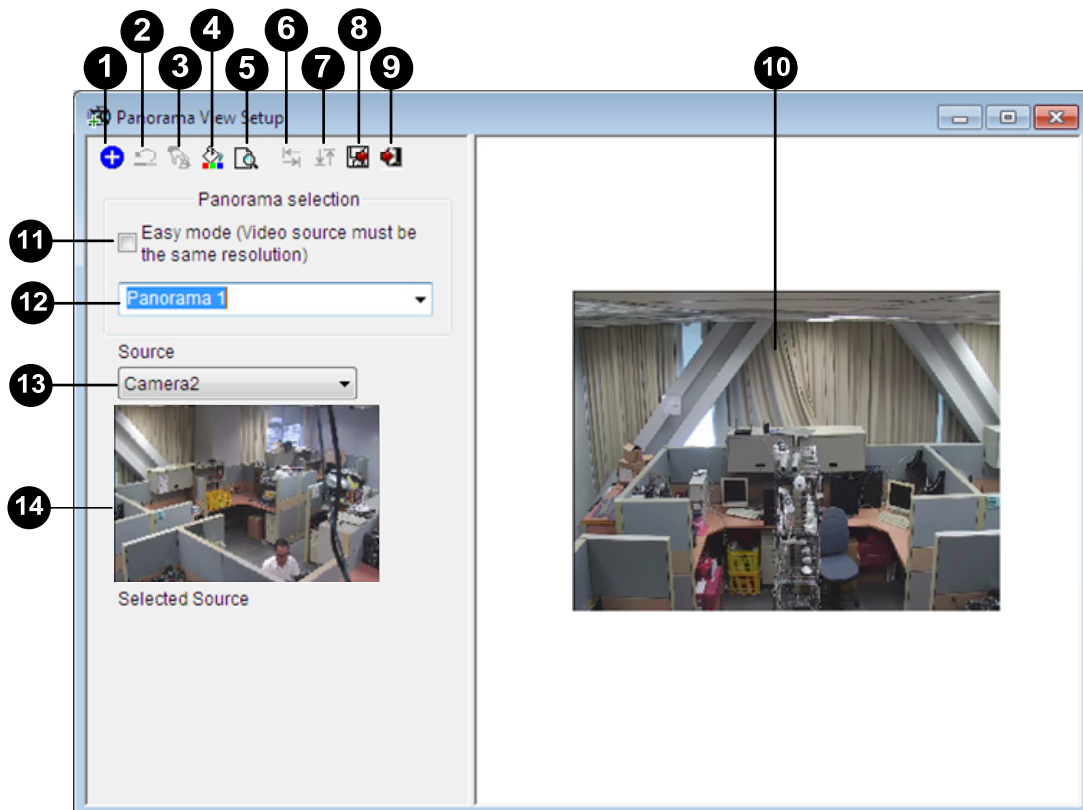 2
4
6
8
1
3
5
7
9
10
Panorama View Setup
Panorama selection
11
Easy mode (Video source must be
the same resolution)
12
Panorama 1
Source
13
Camera2
14
Selected Source